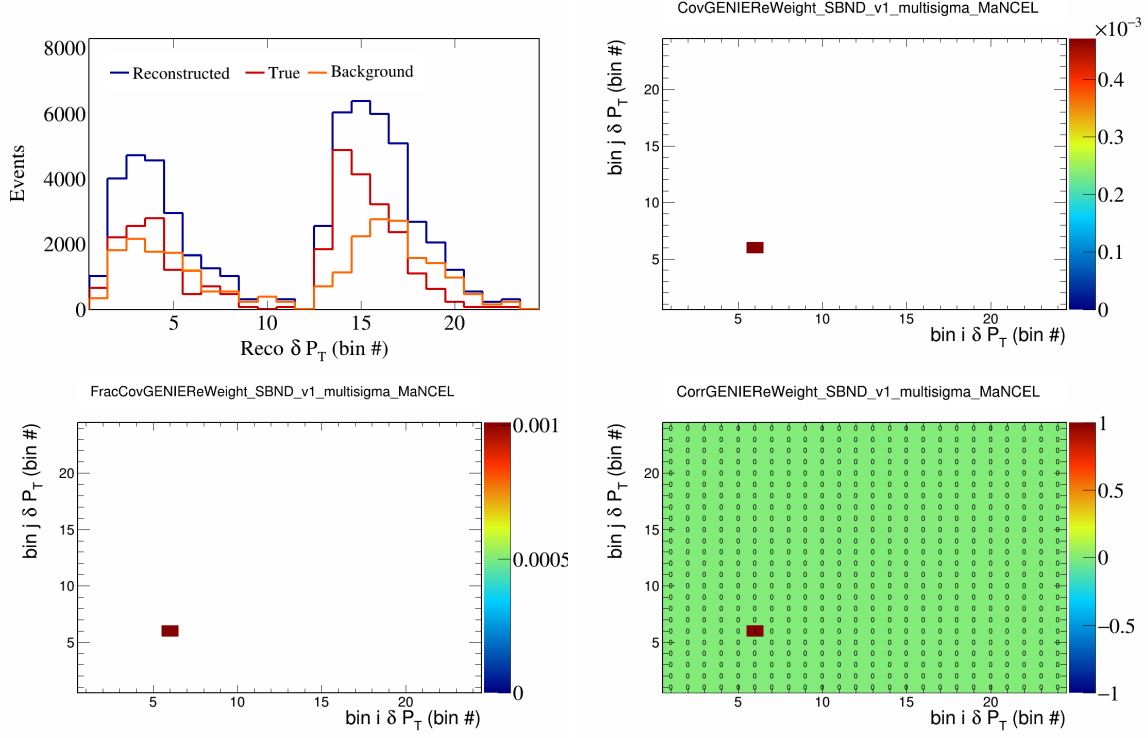 8000
6000
4000
2000
0
Events
Reconstructed True Background
5 10 15 20
Reco δ P_T (bin #)
CovGENIEReWeight_SBND_v1_multisigma_MaNCEL
×10⁻³
0.4
0.3
0.2
0.1
0
20
15
10
5
bin j δ P_T (bin #)
5 10 15 20
bin i δ P_T (bin #)
FracCovGENIEReWeight_SBND_v1_multisigma_MaNCEL
0.001
0.0005
0
20
15
10
5
bin j δ P_T (bin #)
5 10 15 20
bin i δ P_T (bin #)
CorrGENIEReWeight_SBND_v1_multisigma_MaNCEL
1
0.5
0
−0.5
−1
20
15
10
5
bin j δ P_T (bin #)
5 10 15 20
bin i δ P_T (bin #)